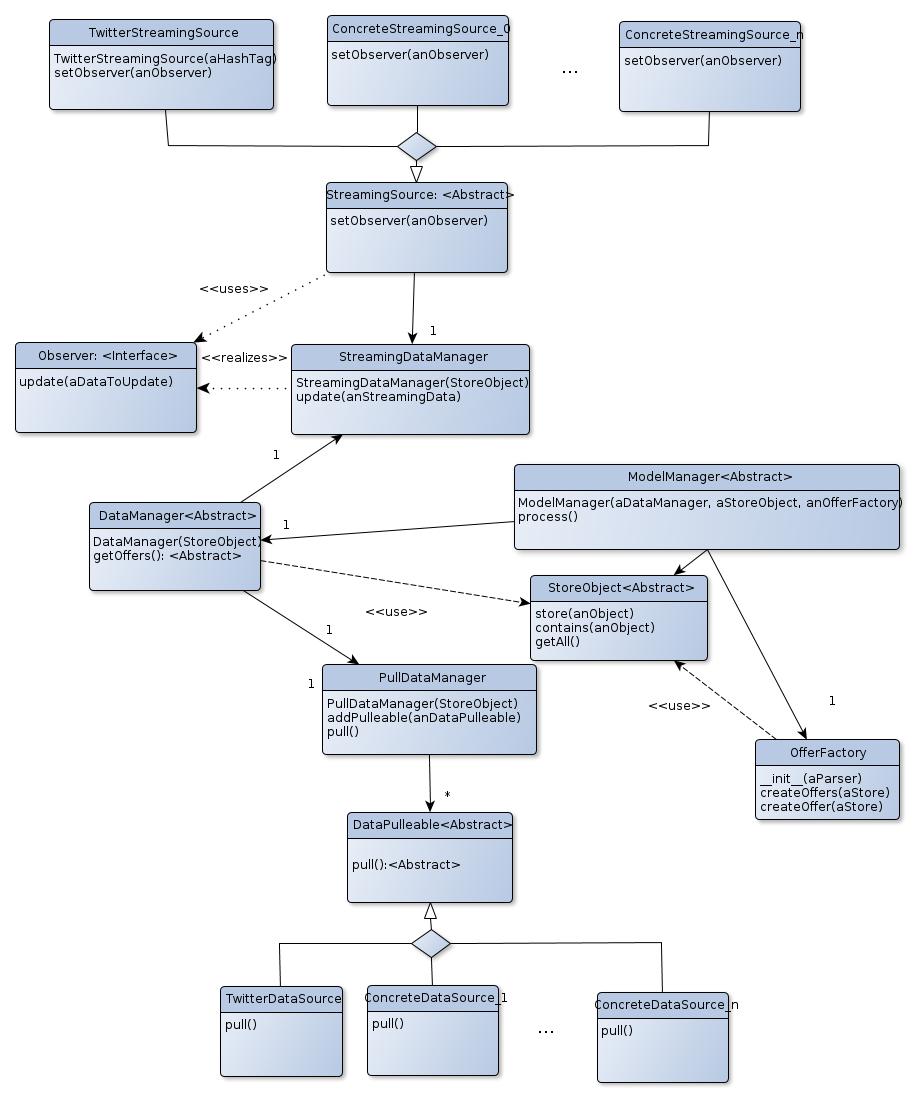 TwitterStreamingSource
TwitterStreamingSource(aHashTag)
setObserver(anObserver)
ConcreteStreamingSource_0
setObserver(anObserver)
...
ConcreteStreamingSource_n
setObserver(anObserver)
StreamingSource: <Abstract>
setObserver(anObserver)
<<uses>>
1
Observer: <Interface>
update(aDataToUpdate)
<<realizes>>
StreamingDataManager
StreamingDataManager(StoreObject)
update(anStreamingData)
1
ModelManager<Abstract>
ModelManager(aDataManager, aStoreObject, anOfferFactory)
process()
DataManager<Abstract>
DataManager(StoreObject)
getOffers(): <Abstract>
1
StoreObject<Abstract>
store(anObject)
contains(anObject)
getAll()
<<use>>
1
1
PullDataManager
PullDataManager(StoreObject)
addPulleable(anDataPulleable)
pull()
<<use>>
1
OfferFactory
__init__(aParser)
createOffers(aStore)
createOffer(aStore)
*
DataPulleable<Abstract>
pull():<Abstract>
TwitterDataSource
pull()
ConcreteDataSource_1
pull()
...
ConcreteDataSource_n
pull()